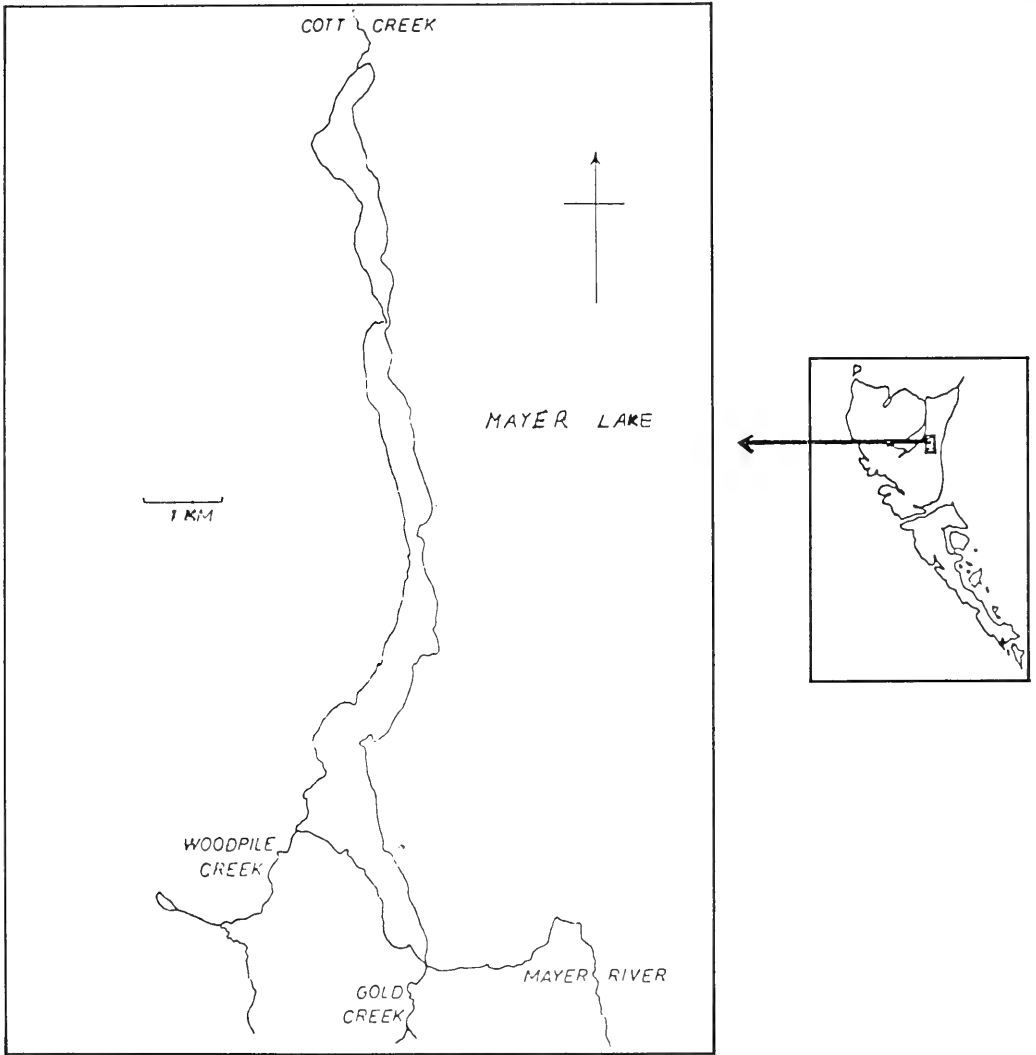 COTT CREEK
MAYER LAKE
1 KM
WOODPILE
CREEK
MAYER RIVER
GOLD
CREEK